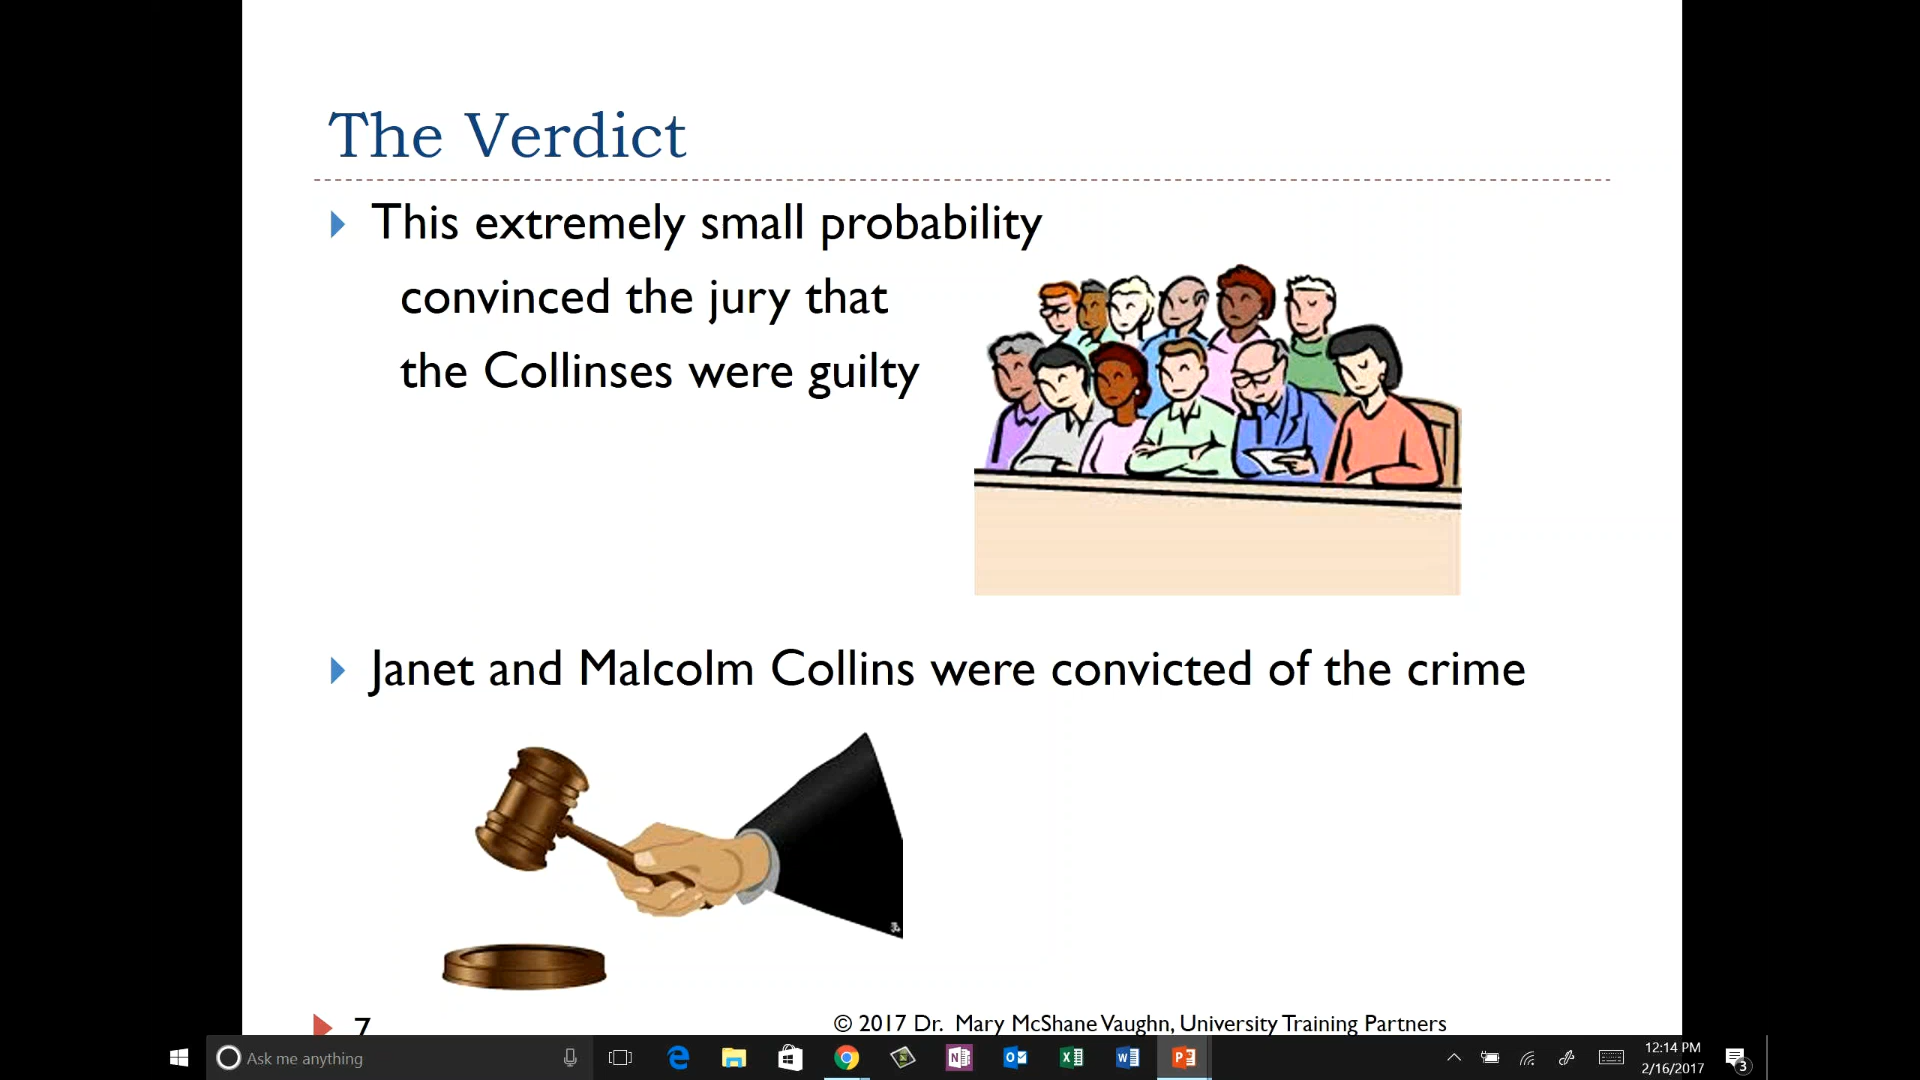 The Verdict
This extremely small probability
convinced the jury that
the Collinses were guilty
Janet and Malcolm Collins were convicted of the crime
7
© 2017 Dr. Mary McShane Vaughn, University Training Partners
Ask me anything
12:14 PM
2/16/2017
3